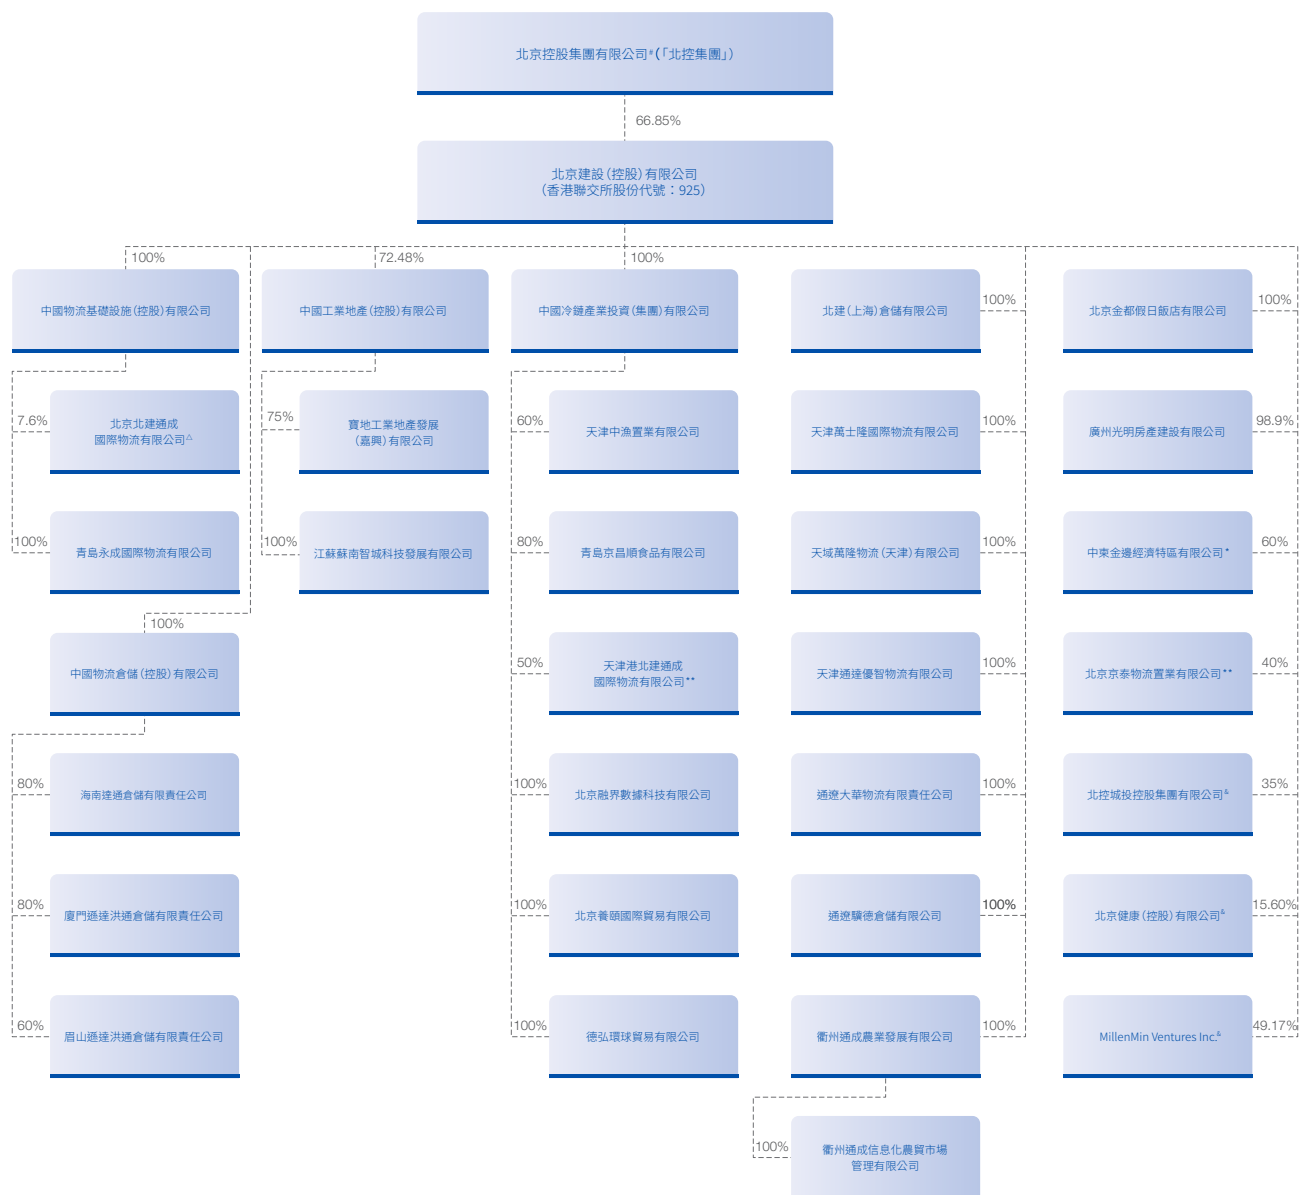 北京控股集團有限公司#(「北控集團」)
66.85%
北京建設(控股)有限公司
(香港聯交所股份代號：925)
100%
72.48%
100%
中國物流基礎設施(控股)有限公司
中國工業地產(控股)有限公司
中國冷鏈產業投資(集團)有限公司
北建(上海)倉儲有限公司
100%
北京金都假日飯店有限公司
100%
7.6%
北京北建通成
國際物流有限公司△
75%
寶地工業地產發展
(嘉興)有限公司
60%
天津中漁置業有限公司
天津萬士隆國際物流有限公司
100%
廣州光明房產建設有限公司
98.9%
100%
青島永成國際物流有限公司
100%
江蘇蘇南智城科技發展有限公司
80%
青島京昌順食品有限公司
天域萬隆物流(天津)有限公司
100%
中柬金邊經濟特區有限公司*
60%
100%
中國物流倉儲(控股)有限公司
50%
天津港北建通成
國際物流有限公司**
天津通達優智物流有限公司
100%
北京京泰物流置業有限公司**
40%
80%
海南達通倉儲有限責任公司
100%
北京融界數據科技有限公司
通遼大華物流有限責任公司
100%
北控城投控股集團有限公司&
35%
80%
廈門遜達洪通倉儲有限責任公司
100%
北京養頤國際貿易有限公司
通遼驥德倉儲有限公司
100%
北京健康(控股)有限公司&
15.60%
60%
眉山遜達洪通倉儲有限責任公司
100%
德弘環球貿易有限公司
衢州通成農業發展有限公司
100%
MillenMin Ventures Inc.&
49.17%
100%
衢州通成信息化農貿市場
管理有限公司